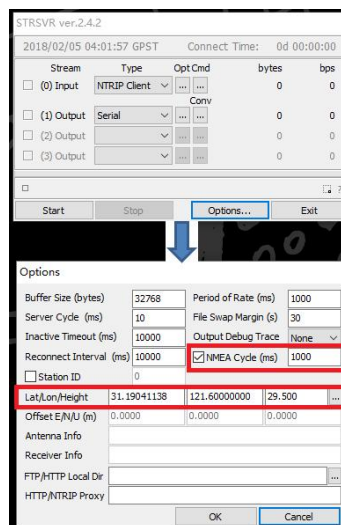 STRSVR ver.2.4.2
2018/02/05 04:01:57 GPST Connect Time: 0d 00:00:00
Stream Type Opt Cmd bytes bps
(0) Input NTRIP Client ... ... 0 0
Conv
(1) Output Serial ... ... 0 0
(2) Output ... ... 0 0
(3) Output ... ... 0 0
?
Start Stop Options... Exit
Options
Buffer Size (bytes) 32768 Period of Rate (ms) 1000
Server Cycle (ms) 10 File Swap Margin (s) 30
Inactive Timeout (ms) 10000 Output Debug Trace None
Reconnect Interval (ms) 10000 NMEA Cycle (ms) 1000
Station ID 0
Lat/Lon/Height 31.19041138 121.60000000 29.500 ...
Offset E/N/U (m) 0.0000 0.0000 0.0000
Antenna Info
Receiver Info
FTP/HTTP Local Dir ...
HTTP/NTRIP Proxy
OK Cancel